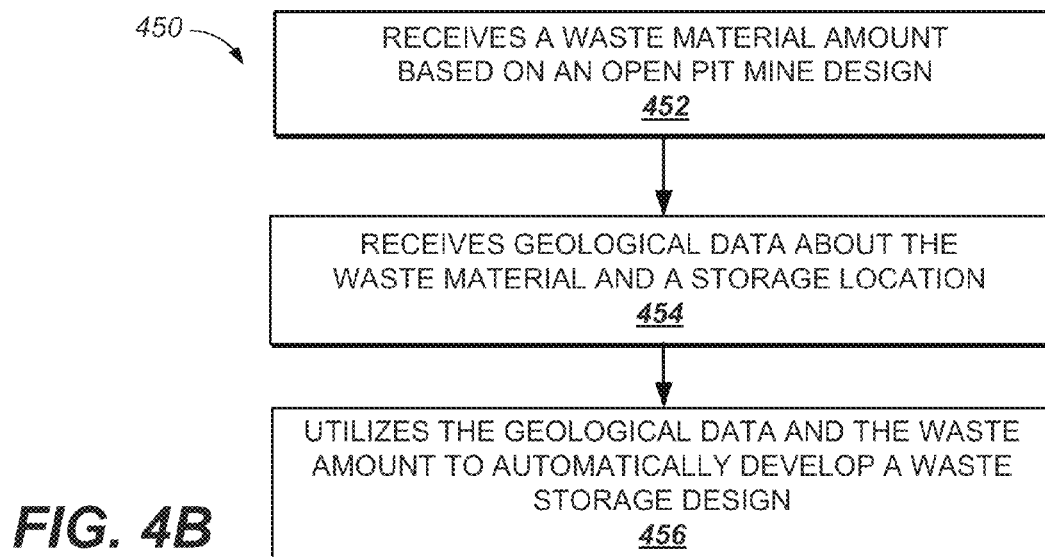 450
RECEIVES A WASTE MATERIAL AMOUNT
BASED ON AN OPEN PIT MINE DESIGN
452
RECEIVES GEOLOGICAL DATA ABOUT THE
WASTE MATERIAL AND A STORAGE LOCATION
454
UTILIZES THE GEOLOGICAL DATA AND THE WASTE
AMOUNT TO AUTOMATICALLY DEVELOP A WASTE
STORAGE DESIGN
456
FIG. 4B